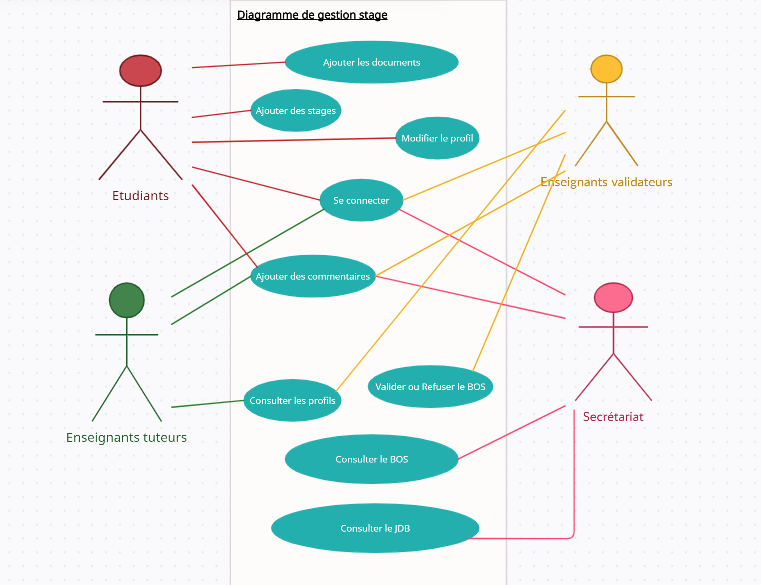 Diagramme de gestion stage
Ajouter les documents
Ajouter des stages
Modifier le profil
Etudiants
Enseignants validateurs
Se connecter
Ajouter des commentaires
Valider ou Refuser le BOS
Consulter les profils
Secrétariat
Enseignants tuteurs
Consulter le BOS
Consulter le JDB